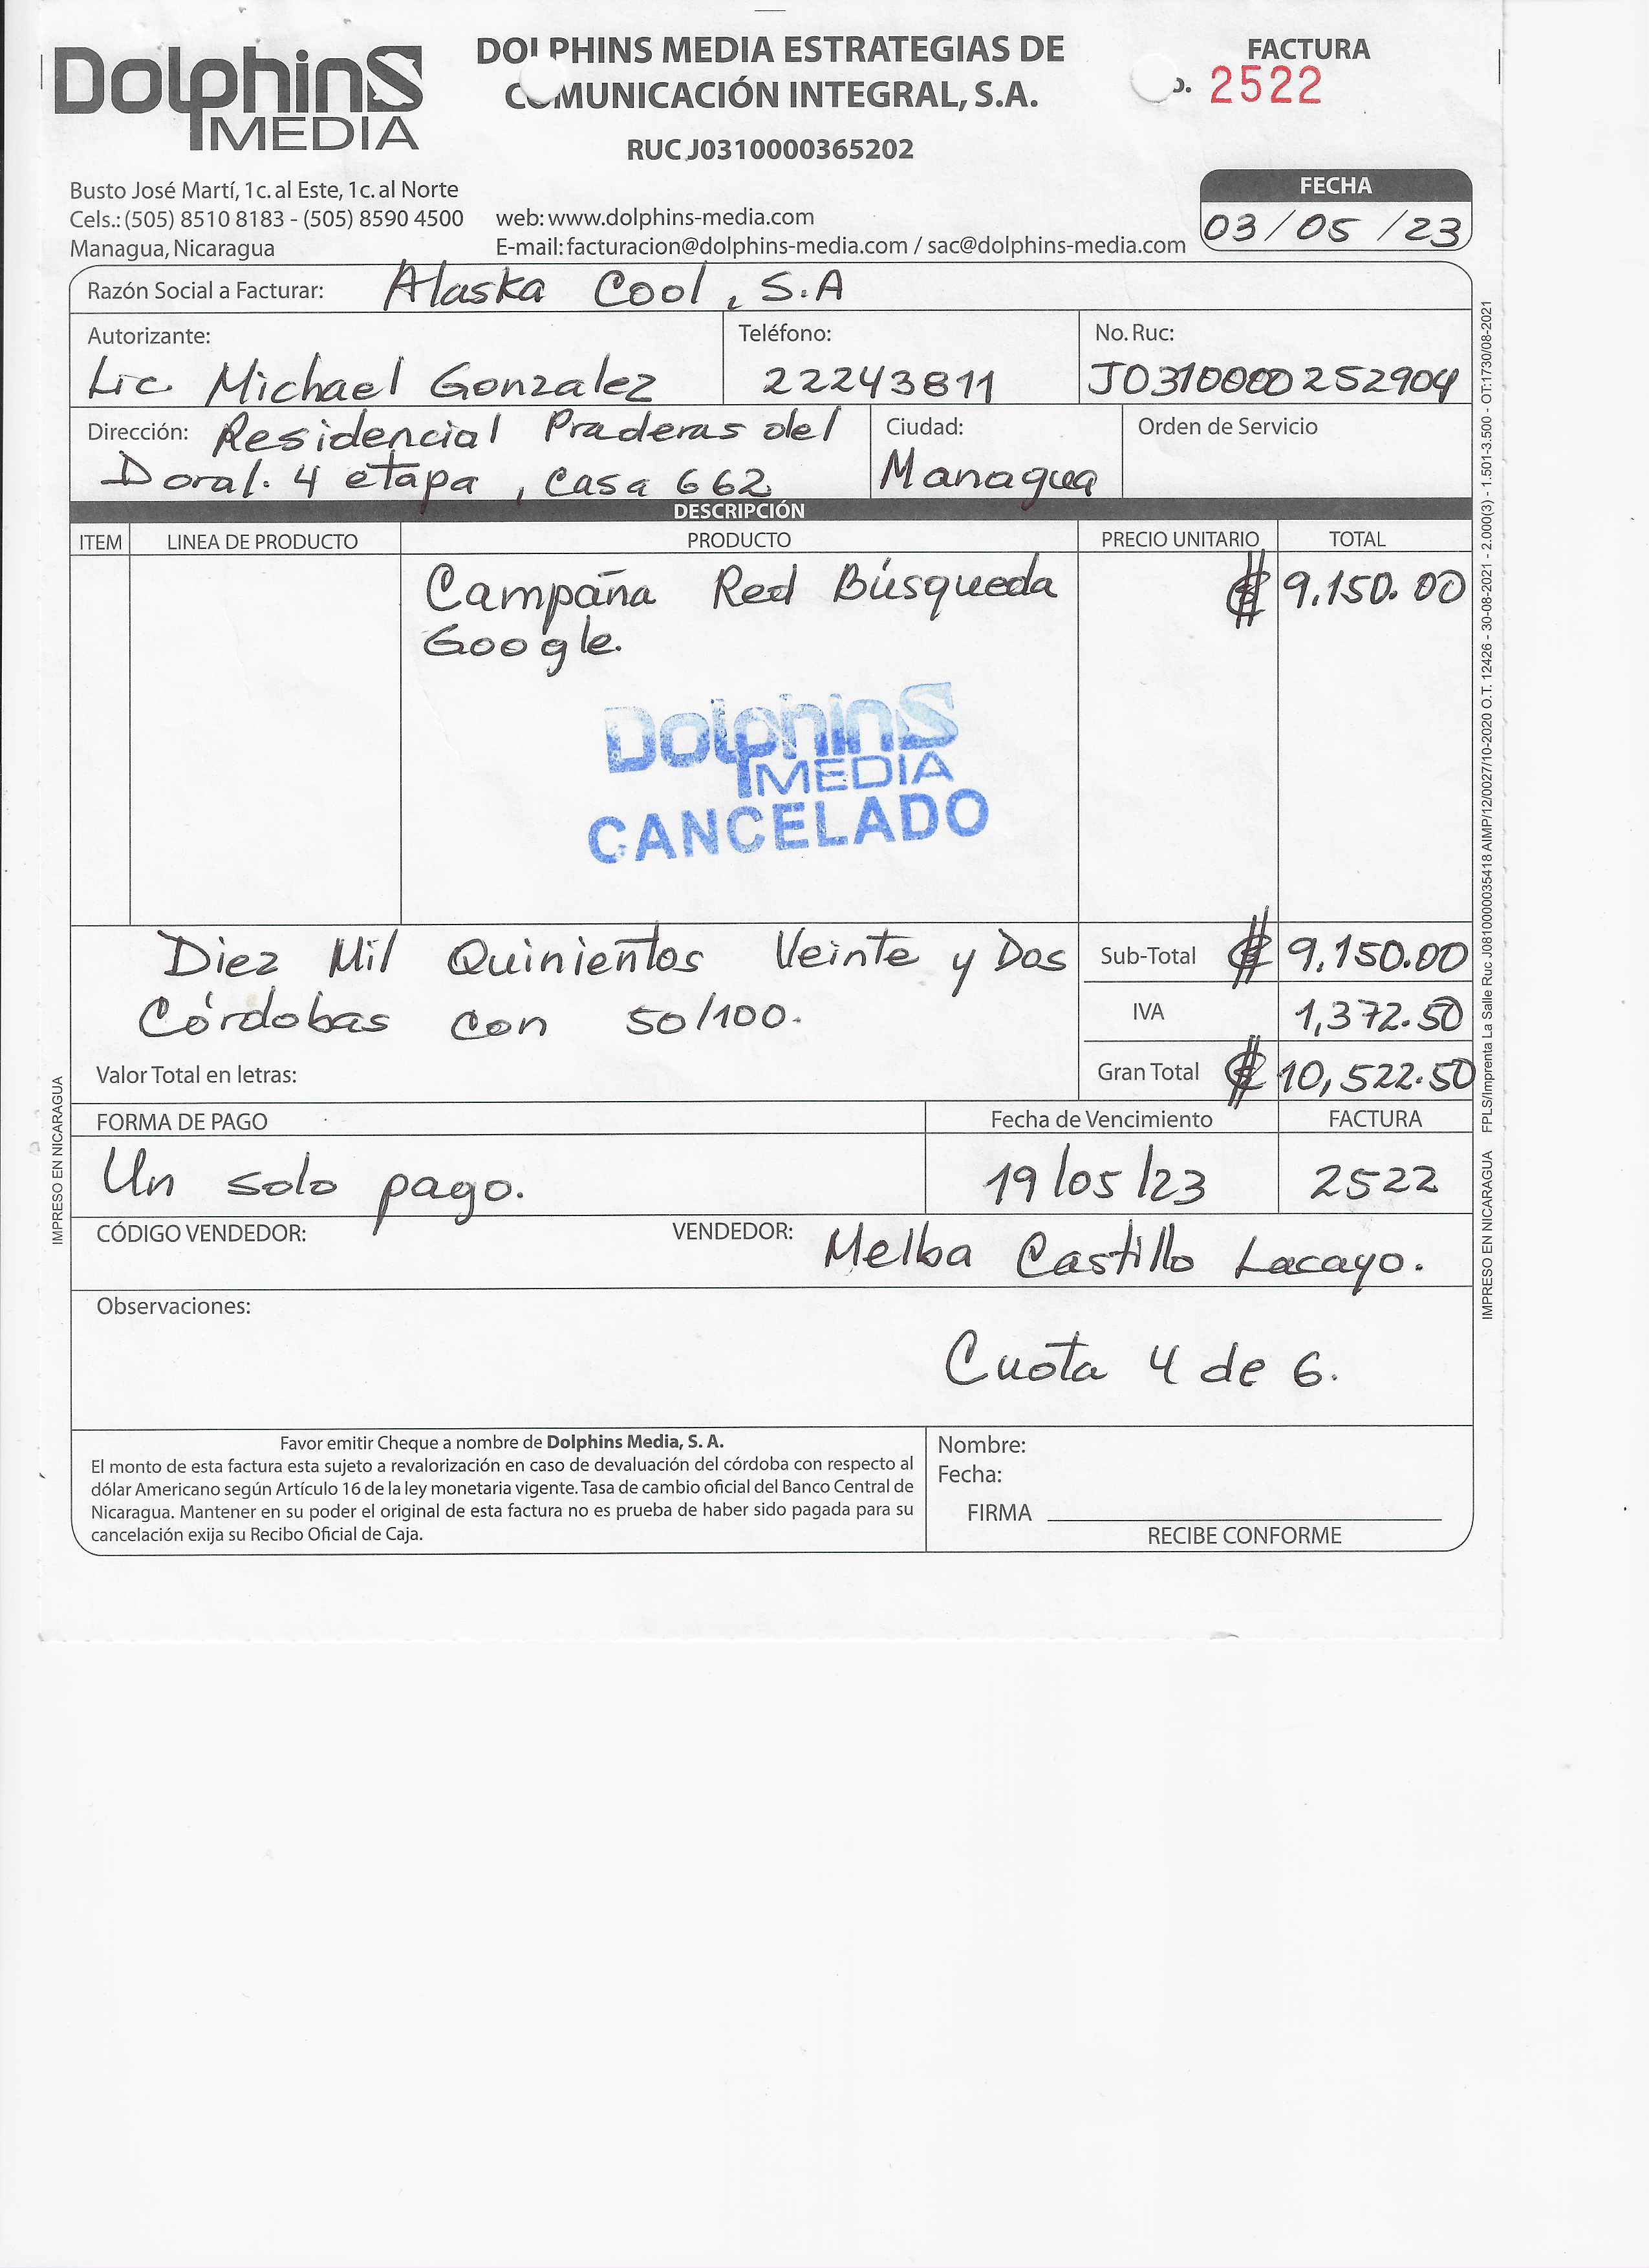 Dolphins
MEDIA
DOLPHINS MEDIA ESTRATEGIAS DE
COMUNICACIÓN INTEGRAL, S.A.
RUC J0310000365202
FACTURA
o. 2522
Busto José Martí, 1c. al Este, 1c. al Norte
Cels.: (505) 8510 8183 - (505) 8590 4500
Managua, Nicaragua
web: www.dolphins-media.com
E-mail: facturacion@dolphins-media.com / sac@dolphins-media.com
FECHA
03/05/23
Razón Social a Facturar: Alaska Cool, S.A
Autorizante:
Lic. Michael Gonzalez
Teléfono:
22243811
No. Ruc:
J0310000252904
Dirección: Residencial Praderas del
Doral. 4 etapa, casa 662
Ciudad:
Managua
Orden de Servicio
DESCRIPCIÓN
ITEM LINEA DE PRODUCTO PRODUCTO PRECIO UNITARIO TOTAL
Campaña Red Búsqueda ₡ 9.150.00
Google.
Dolphins
MEDIA
CANCELADO
Diez Mil Quinientos Veinte y Dos
Córdobas con 50/100.
Valor Total en letras:
Sub-Total ₡ 9.150.00
IVA 1,372.50
Gran Total ₡ 10,522.50
FORMA DE PAGO
Un solo pago.
Fecha de Vencimiento
19/05/23
FACTURA
2522
CÓDIGO VENDEDOR:
VENDEDOR: Melba Castillo Lacayo.
Observaciones:
Cuota 4 de 6.
Favor emitir Cheque a nombre de Dolphins Media, S. A.
El monto de esta factura esta sujeto a revalorización en caso de devaluación del córdoba con respecto al
dólar Americano según Artículo 16 de la ley monetaria vigente. Tasa de cambio oficial del Banco Central de
Nicaragua. Mantener en su poder el original de esta factura no es prueba de haber sido pagada para su
cancelación exija su Recibo Oficial de Caja.
Nombre:
Fecha:
FIRMA
RECIBE CONFORME
IMPRESO EN NICARAGUA
IMPRESO EN NICARAGUA FPLS/Imprenta La Salle Ruc J0810000035418 AIMP/12/0027/10-2020 O.T. 12426 - 30-08-2021 - 2.000(3) - 1.501-3.500 - OT:1730/08-2021